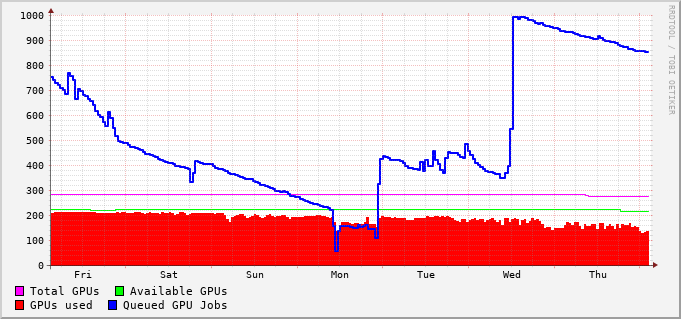 1000
900
800
700
600
500
400
300
200
100
0
Fri Sat Sun Mon Tue Wed Thu
Total GPUs Available GPUs
GPUs used Queued GPU Jobs
RRDTOOL / TOBI OETIKER